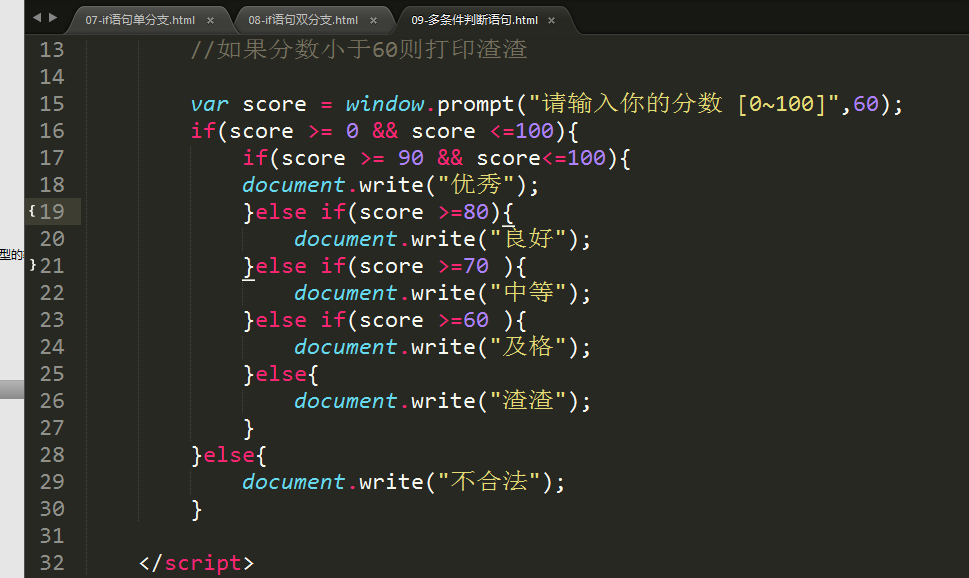 07-if语句单分支.html × 08-if语句双分支.html × 09-多条件判断语句.html ×
13 //如果分数小于60则打印渣渣
14
15 var score = window.prompt("请输入你的分数 [0~100]",60);
16 if(score >= 0 && score <=100){
17 if(score >= 90 && score<=100){
18 document.write("优秀");
{ 19 }else if(score >=80){
20 document.write("良好");
型的
} 21 }else if(score >=70 ){
22 document.write("中等");
23 }else if(score >=60 ){
24 document.write("及格");
25 }else{
26 document.write("渣渣");
27 }
28 }else{
29 document.write("不合法");
30 }
31
32 </script>